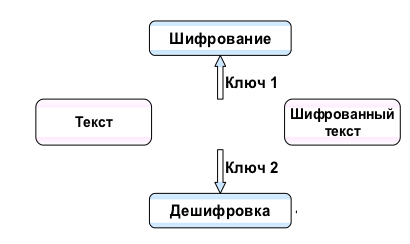 Шифрование
Ключ 1
Текст
Шифрованный
текст
Ключ 2
Дешифровка